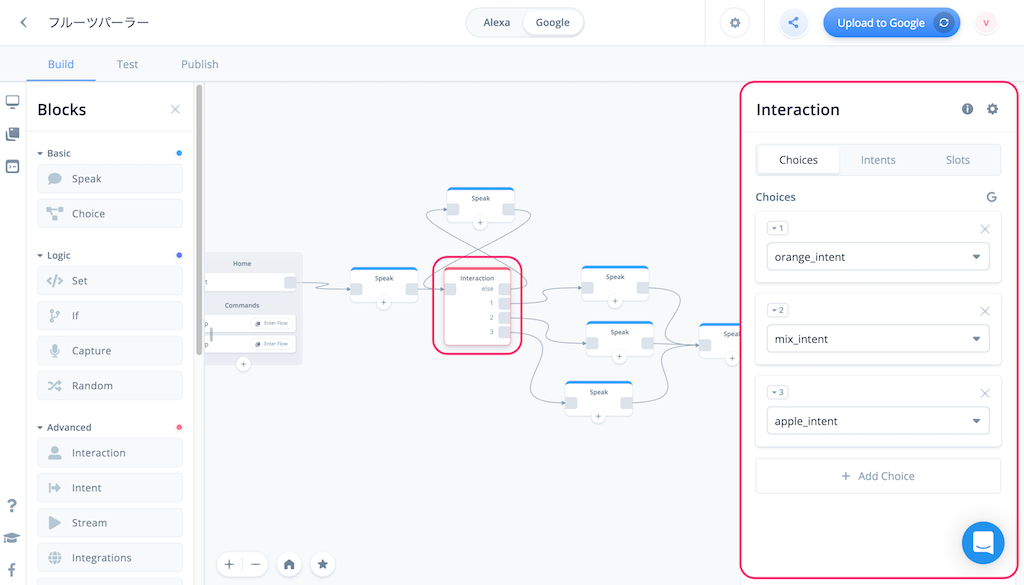 フルーツパーラー
Alexa
Google
Upload to Google
V
Build
Test
Publish
Blocks
Basic
Speak
Choice
Logic
Set
If
Capture
Random
Advanced
Interaction
Intent
Stream
Integrations
Home
t
Commands
p
Enter Flow
p
Enter Flow
Speak
Speak
Interaction
else
1
2
3
Speak
Speak
Speak
Speak
Interaction
Choices
Intents
Slots
Choices
1
orange_intent
2
mix_intent
3
apple_intent
+ Add Choice